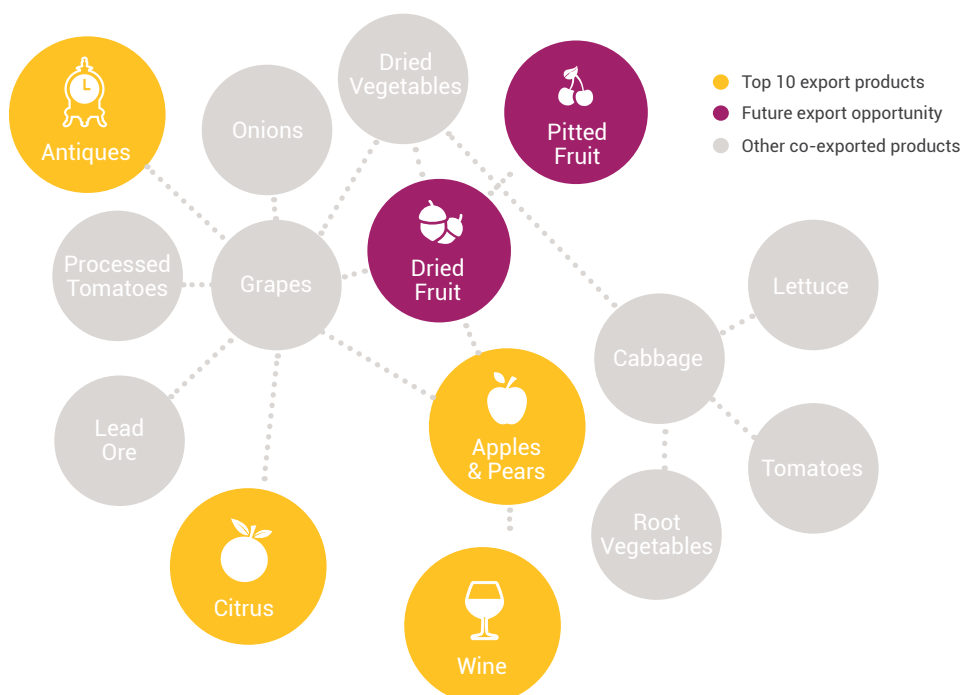 Dried
Vegetables
Top 10 export products
Future export opportunity
Other co-exported products
Onions
Pitted
Fruit
Antiques
Processed
Tomatoes
Grapes
Dried
Fruit
Lettuce
Cabbage
Lead
Ore
Apples
& Pears
Tomatoes
Root
Vegetables
Citrus
Wine